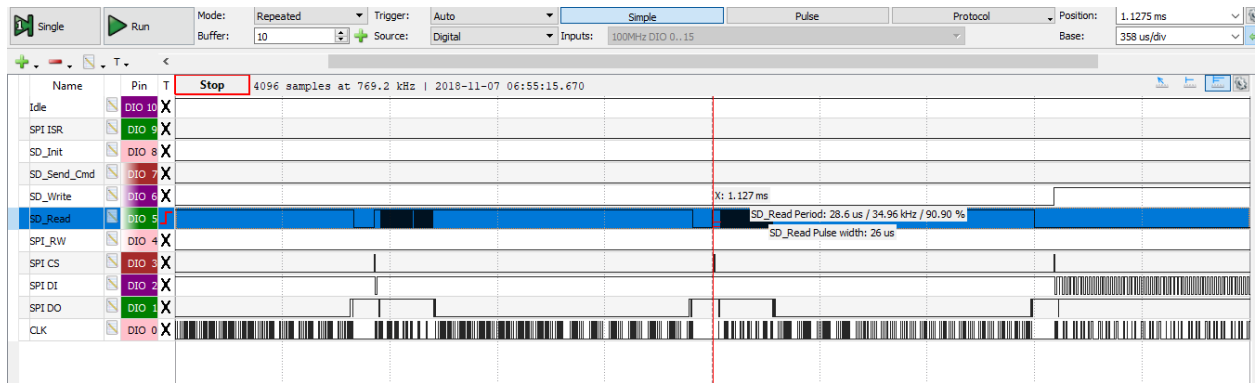 Single Run Mode: Repeated Trigger: Auto Simple Pulse Protocol Position: 1.1275 ms
Buffer: 10 Source: Digital Inputs: 100MHz DIO 0..15 Base: 358 us/div
T
Name Pin T Stop 4096 samples at 769.2 kHz | 2018-11-07 06:55:15.670
Idle DIO 10 X
SPI ISR DIO 9 X
SD_Init DIO 8 X
SD_Send_Cmd DIO 7 X
SD_Write DIO 6 X X: 1.127 ms
SD_Read DIO 5 SD_Read Period: 28.6 us / 34.96 kHz / 90.90 %
SD_Read Pulse width: 26 us
SPI_RW DIO 4 X
SPI CS DIO 3 X
SPI DI DIO 2 X
SPI DO DIO 1 X
CLK DIO 0 X